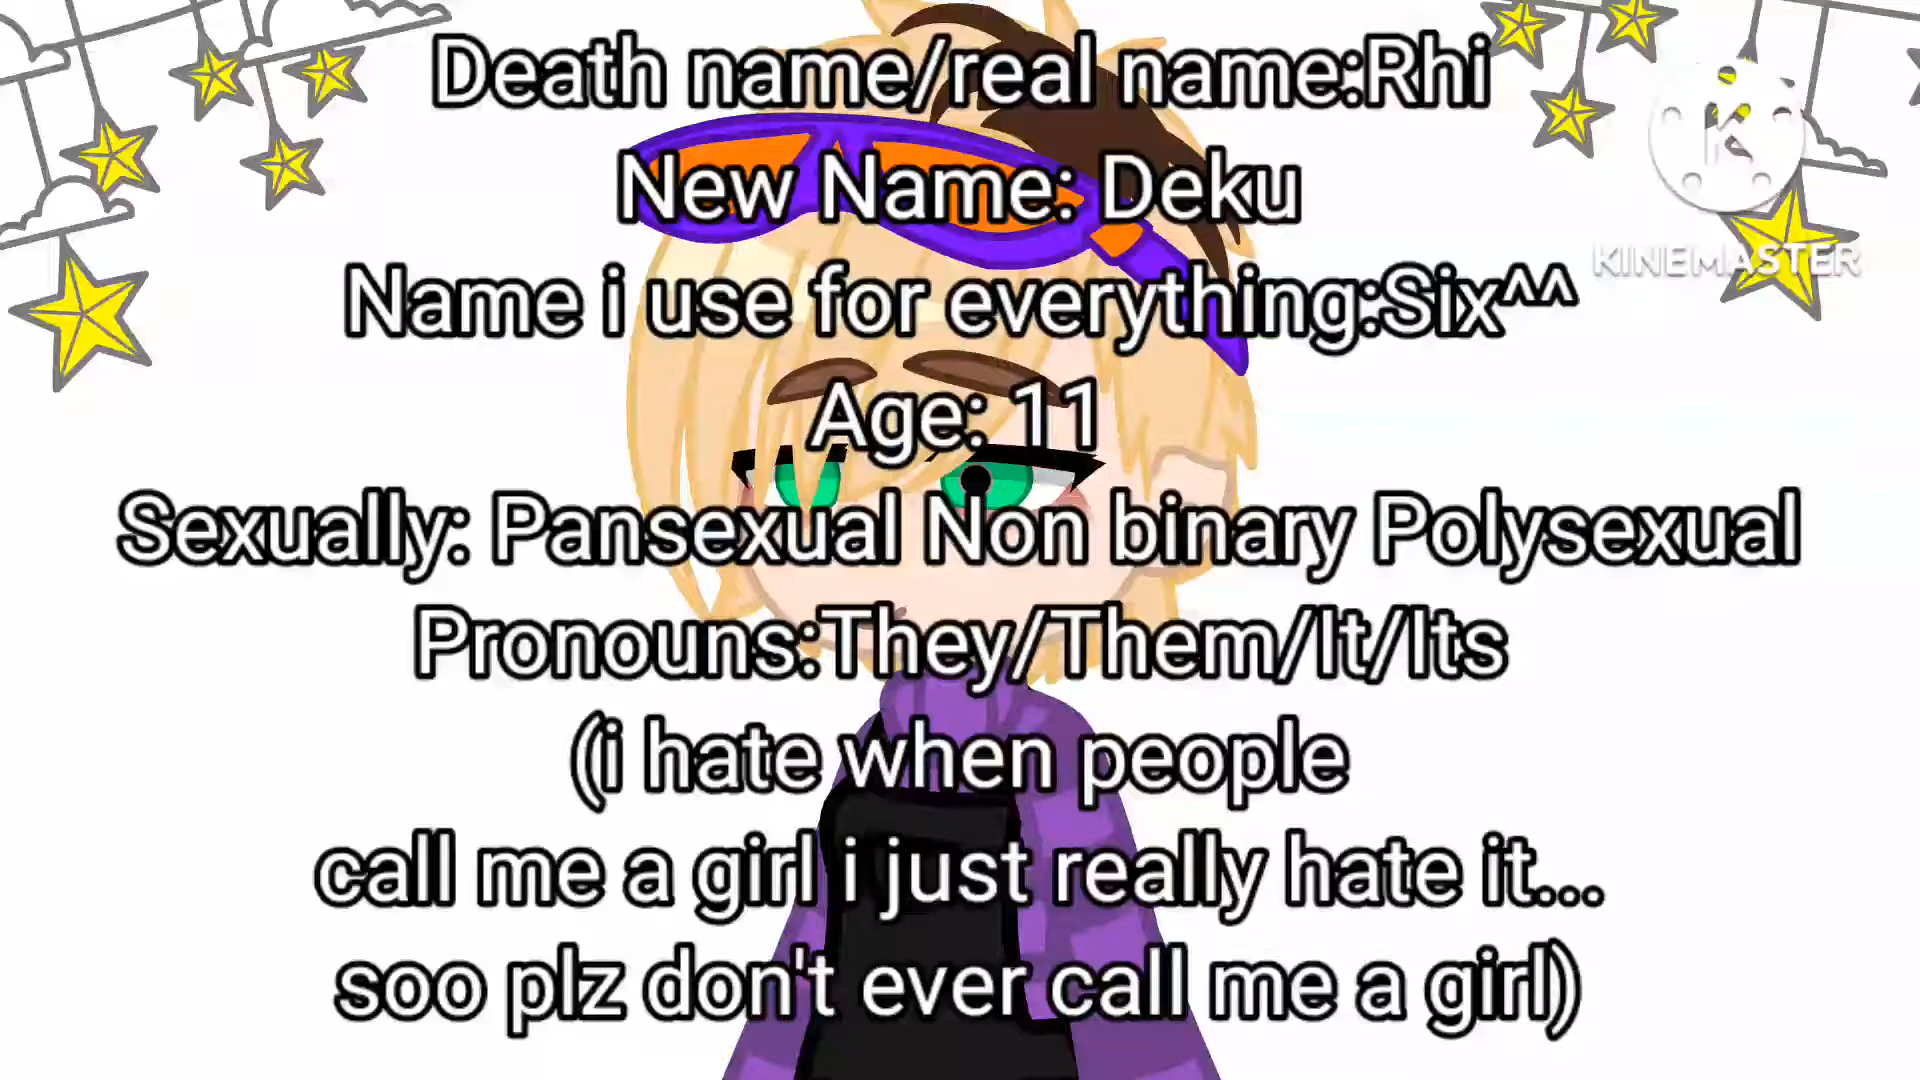 Death name/real name:Rhi
New Name: Deku
Name i use for everything:Six^^
Age: 11
Sexually: Pansexual Non binary Polysexual
Pronouns:They/Them/It/Its
(i hate when people
call me a girl i just really hate it...
soo plz don't ever call me a girl)
KINEMASTER